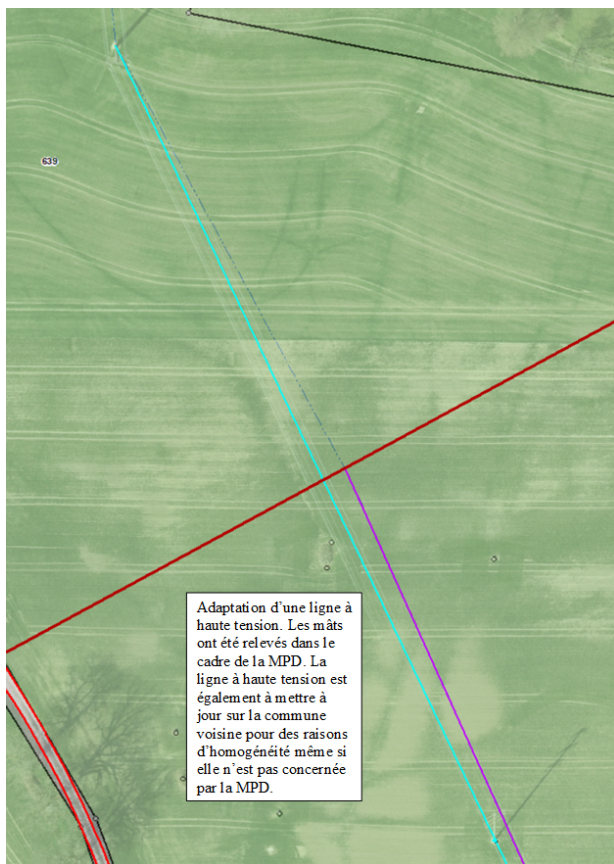 639
Adaptation d’une ligne à
haute tension. Les mâts
ont été relevés dans le
cadre de la MPD. La
ligne à haute tension est
également à mettre à
jour sur la commune
voisine pour des raisons
d’homogénéité même si
elle n’est pas concernée
par la MPD.